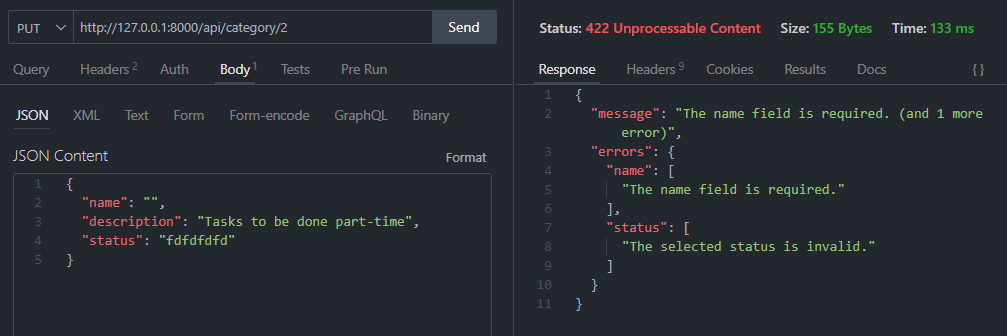 PUT http://127.0.0.1:8000/api/category/2 Send
Query Headers 2 Auth Body 1 Tests Pre Run
JSON XML Text Form Form-encode GraphQL Binary
JSON Content Format
1 {
2 "name": "",
3 "description": "Tasks to be done part-time",
4 "status": "fdfdfdfd"
5 }
Status: 422 Unprocessable Content Size: 155 Bytes Time: 133 ms
Response Headers 9 Cookies Results Docs { }
1 {
2 "message": "The name field is required. (and 1 more
error)",
3 "errors": {
4 "name": [
5 "The name field is required."
6 ],
7 "status": [
8 "The selected status is invalid."
9 ]
10 }
11 }